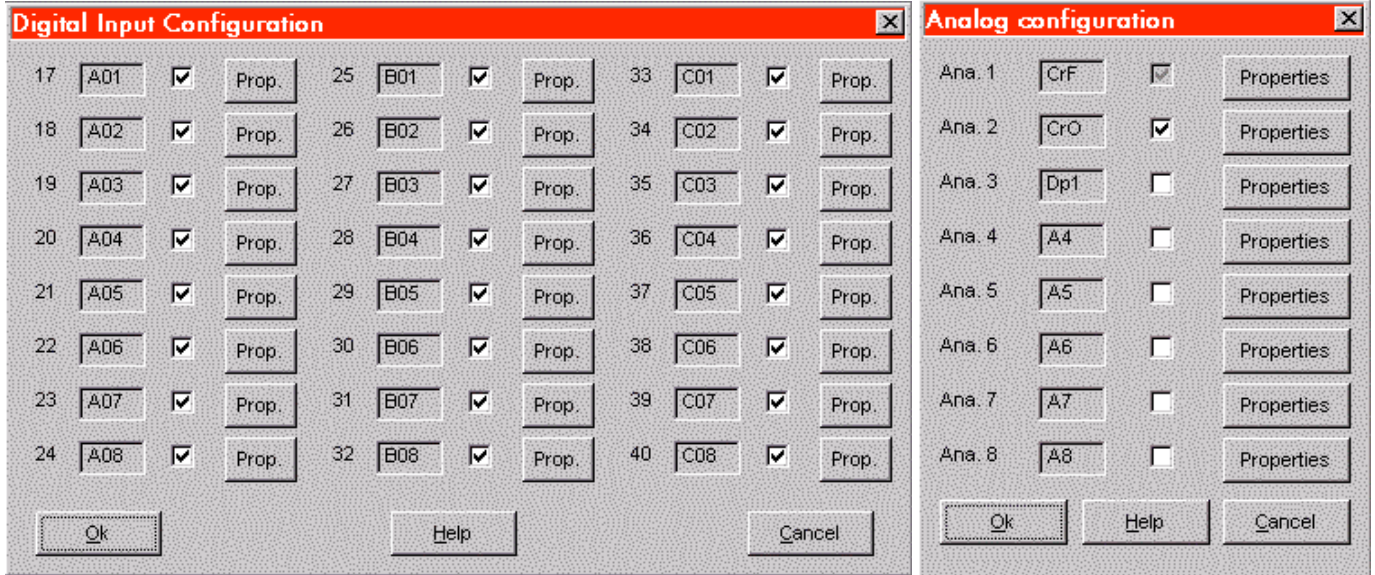 Digital Input Configuration
17 A01 Prop. 25 B01 Prop. 33 C01 Prop.
18 A02 Prop. 26 B02 Prop. 34 C02 Prop.
19 A03 Prop. 27 B03 Prop. 35 C03 Prop.
20 A04 Prop. 28 B04 Prop. 36 C04 Prop.
21 A05 Prop. 29 B05 Prop. 37 C05 Prop.
22 A06 Prop. 30 B06 Prop. 38 C06 Prop.
23 A07 Prop. 31 B07 Prop. 39 C07 Prop.
24 A08 Prop. 32 B08 Prop. 40 C08 Prop.
Ok Help Cancel
Analog configuration
Ana. 1 CrF Properties
Ana. 2 CrO Properties
Ana. 3 Dp1 Properties
Ana. 4 A4 Properties
Ana. 5 A5 Properties
Ana. 6 A6 Properties
Ana. 7 A7 Properties
Ana. 8 A8 Properties
Ok Help Cancel